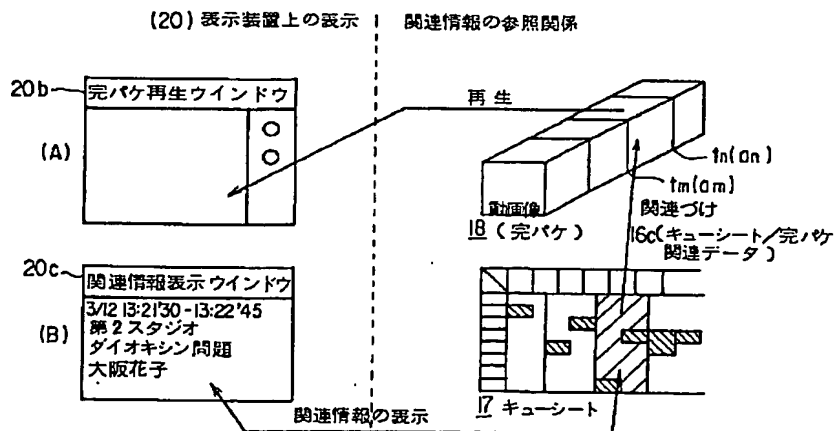 (20) 表示装置上の表示
関連情報の参照関係
20b
完パケ再生ウインドウ
(A)
再生
tn(an)
tm(am)
動画像
18 (完パケ)
関連づけ
16c(キューシート/完パケ
関連データ)
20c
関連情報表示ウインドウ
(B)
3/12 13:21'30-13:22'45
第2スタジオ
ダイオキシン問題
大阪花子
17 キューシート
関連情報の表示